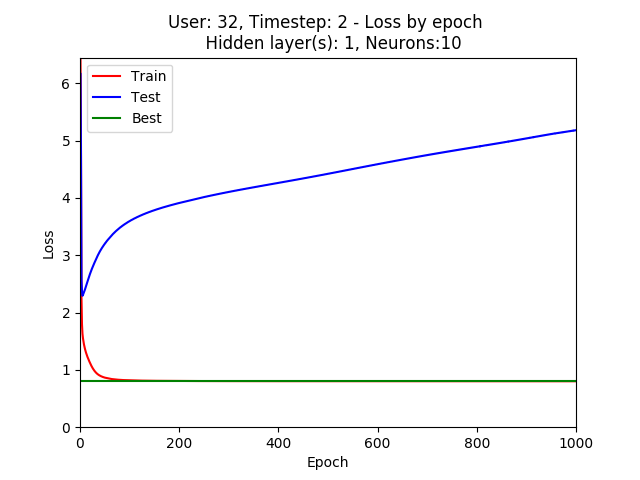 User: 32, Timestep: 2 - Loss by epoch
Hidden layer(s): 1, Neurons:10
Train
Test
Best
6
5
4
3
2
1
0
Loss
0 200 400 600 800 1000
Epoch